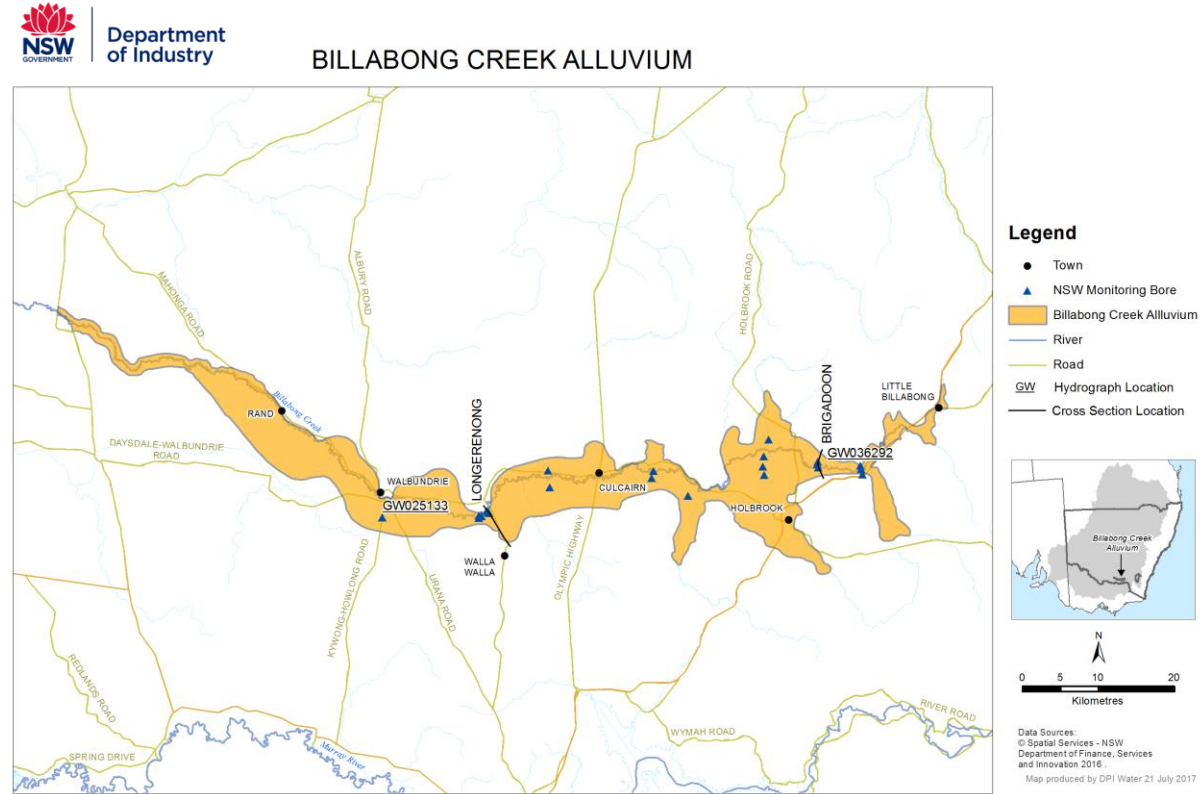 NSW
GOVERNMENT
Department
of Industry
BILLABONG CREEK ALLUVIUM
MAHONGA ROAD
ALBURY ROAD
HOLBROOK ROAD
RAND
Billabong Creek
DAYSDALE-WALBUNDRIE
ROAD
WALBUNDRIE
GW025133
LONGERENONG
CULCAIRN
BRIGADOON
LITTLE
BILLABONG
GW036292
HOLBROOK
WALLA
WALLA
KYWONG-HOWLONG ROAD
URANA ROAD
OLYMPIC HIGHWAY
REDLANDS ROAD
SPRING DRIVE
Murray River
WYMAH ROAD
RIVER ROAD
Legend
Town
NSW Monitoring Bore
Billabong Creek Allluvium
River
Road
GW Hydrograph Location
Cross Section Location
Billabong Creek
Alluvium
N
0 5 10 20
Kilometres
Data Sources:
© Spatial Services - NSW
Department of Finance, Services
and Innovation 2016 .
Map produced by DPI Water 21 July 2017